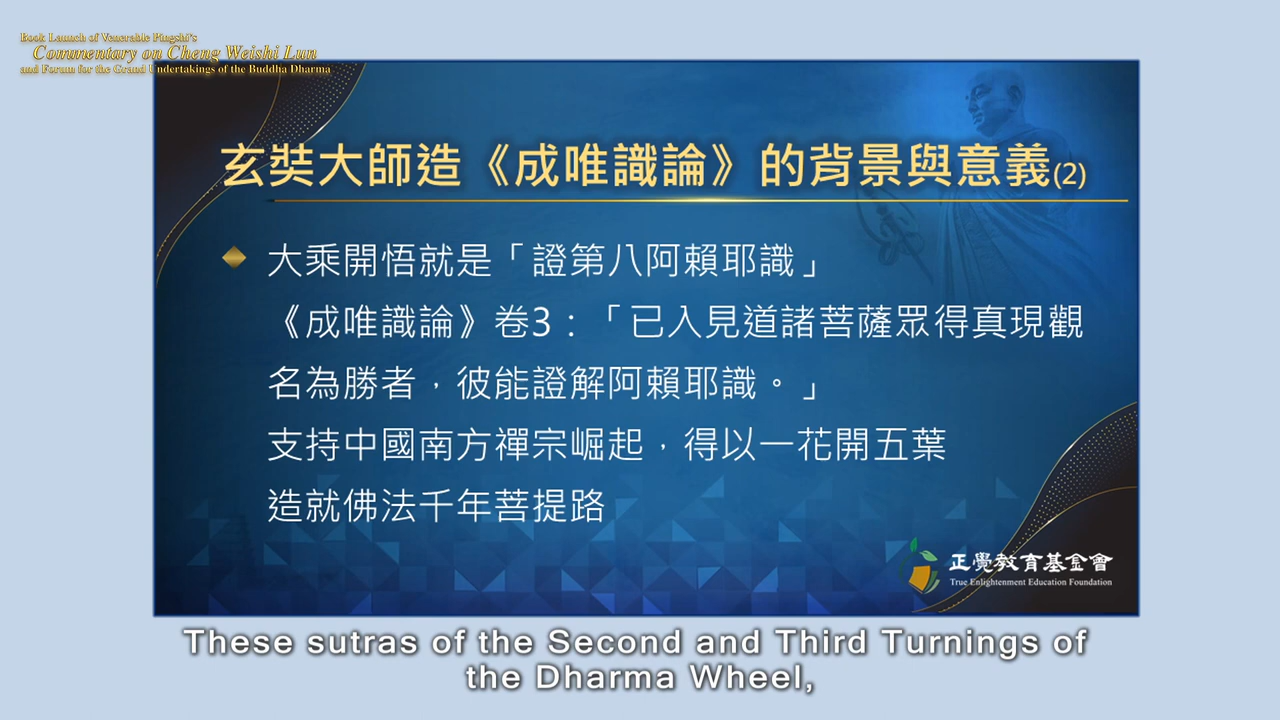 Book Launch of Venerable Pingshi's
Commentary on Cheng Weishi Lun
and Forum for the Grand Undertakings of the Buddha Dharma
玄奘大師造《成唯識論》的背景與意義(2)
大乘開悟就是「證第八阿賴耶識」
《成唯識論》卷3：「已入見道諸菩薩眾得真現觀
名為勝者，彼能證解阿賴耶識。」
支持中國南方禪宗崛起，得以一花開五葉
造就佛法千年菩提路
正覺教育基金會
True Enlightenment Education Foundation
These sutras of the Second and Third Turnings of
the Dharma Wheel,